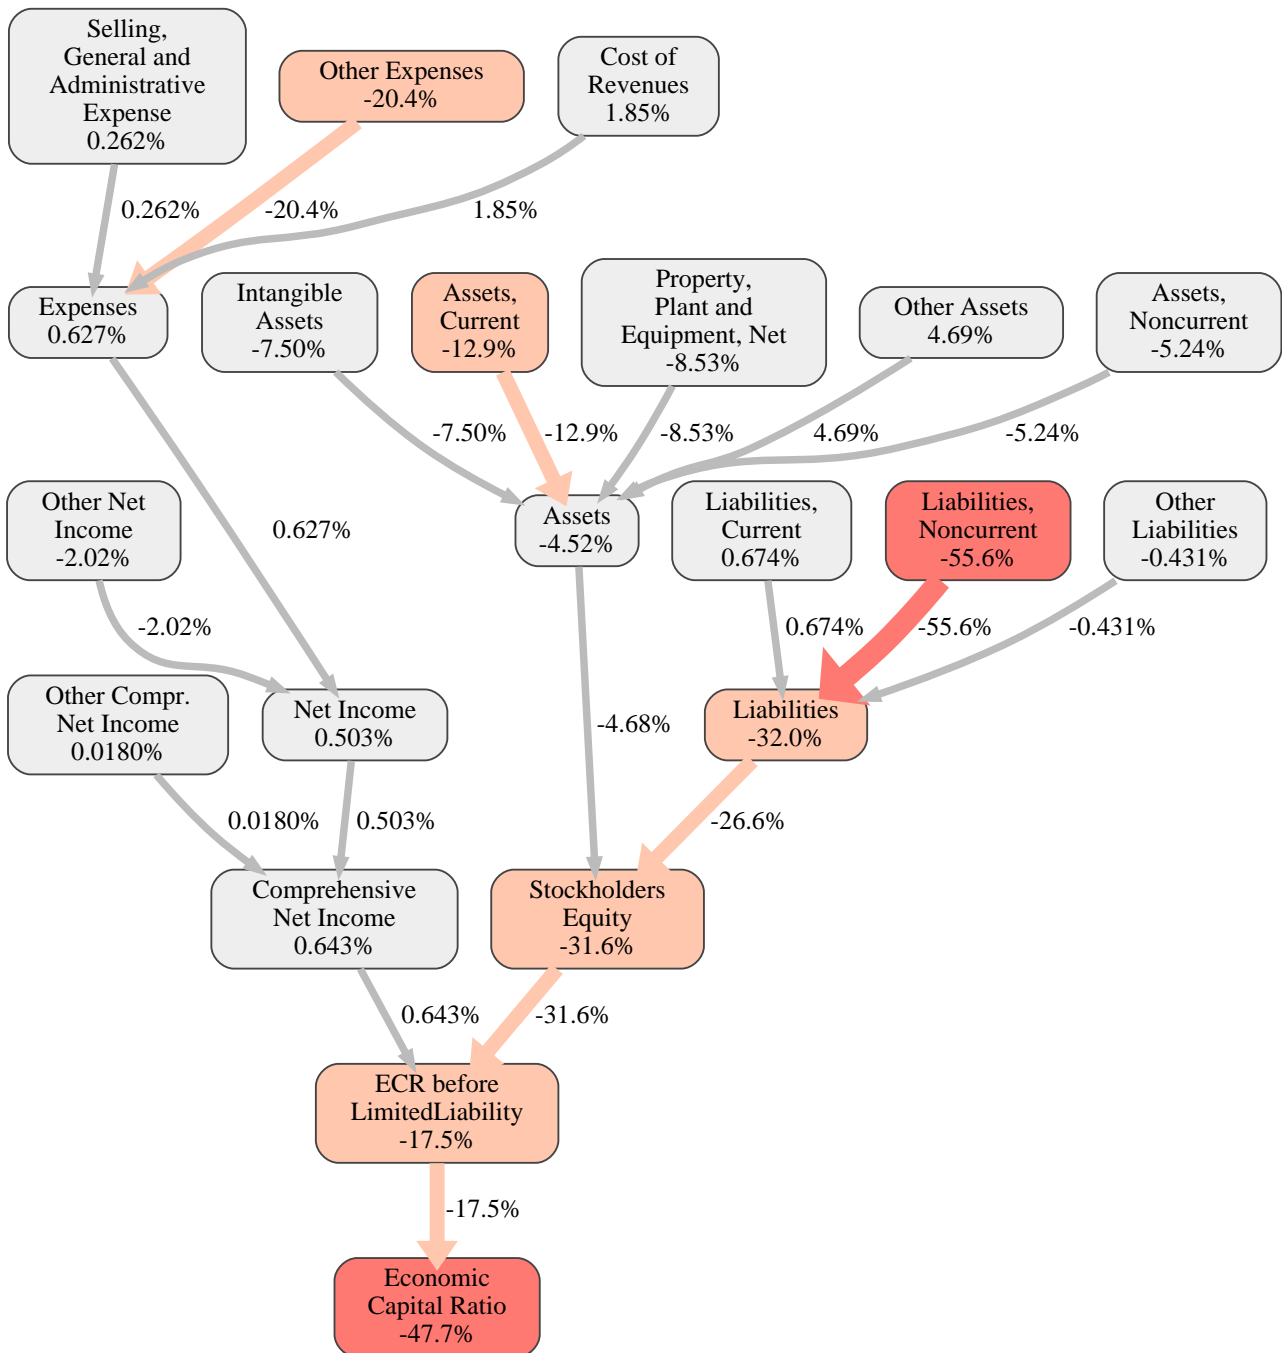 Selling,
General and
Administrative
Expense
0.262%
Other Expenses
-20.4%
Cost of
Revenues
1.85%
0.262%
-20.4%
1.85%
Expenses
0.627%
Intangible
Assets
-7.50%
Assets,
Current
-12.9%
Property,
Plant and
Equipment, Net
-8.53%
Other Assets
4.69%
Assets,
Noncurrent
-5.24%
-7.50%
-12.9%
-8.53%
4.69%
-5.24%
Other Net
Income
-2.02%
0.627%
Assets
-4.52%
Liabilities,
Current
0.674%
Liabilities,
Noncurrent
-55.6%
Other
Liabilities
-0.431%
-2.02%
0.674%
-55.6%
-0.431%
Other Compr.
Net Income
0.0180%
Net Income
0.503%
-4.68%
Liabilities
-32.0%
0.0180%
0.503%
-26.6%
Comprehensive
Net Income
0.643%
Stockholders
Equity
-31.6%
0.643%
-31.6%
ECR before
LimitedLiability
-17.5%
-17.5%
Economic
Capital Ratio
-47.7%